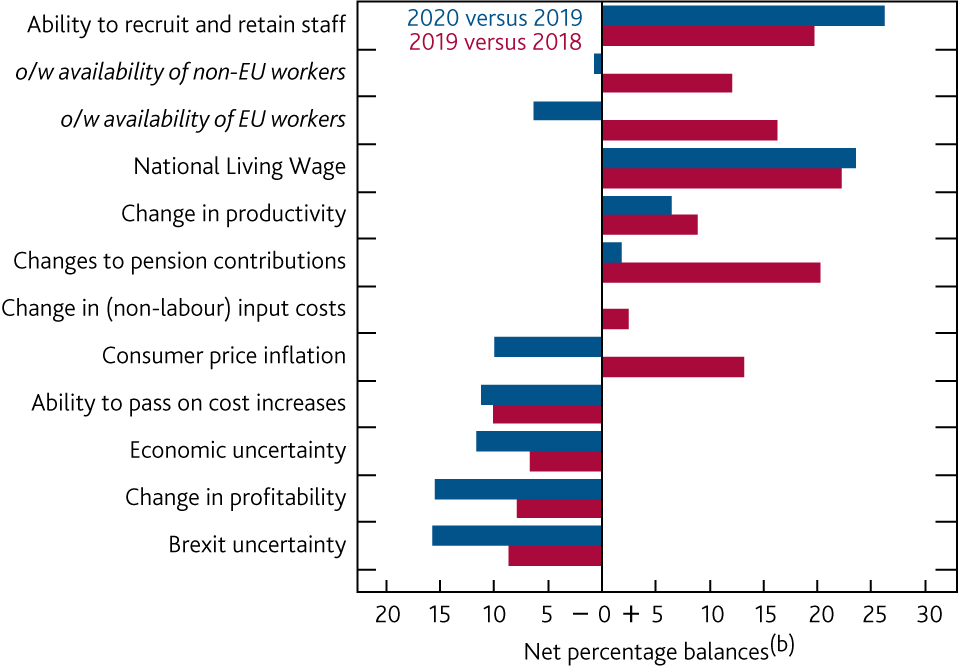 2020 versus 2019
2019 versus 2018
Ability to recruit and retain staff
o/w availability of non-EU workers
o/w availability of EU workers
National Living Wage
Change in productivity
Changes to pension contributions
Change in (non-labour) input costs
Consumer price inflation
Ability to pass on cost increases
Economic uncertainty
Change in profitability
Brexit uncertainty
20 15 10 5 – 0 + 5 10 15 20 25 30
Net percentage balances(b)